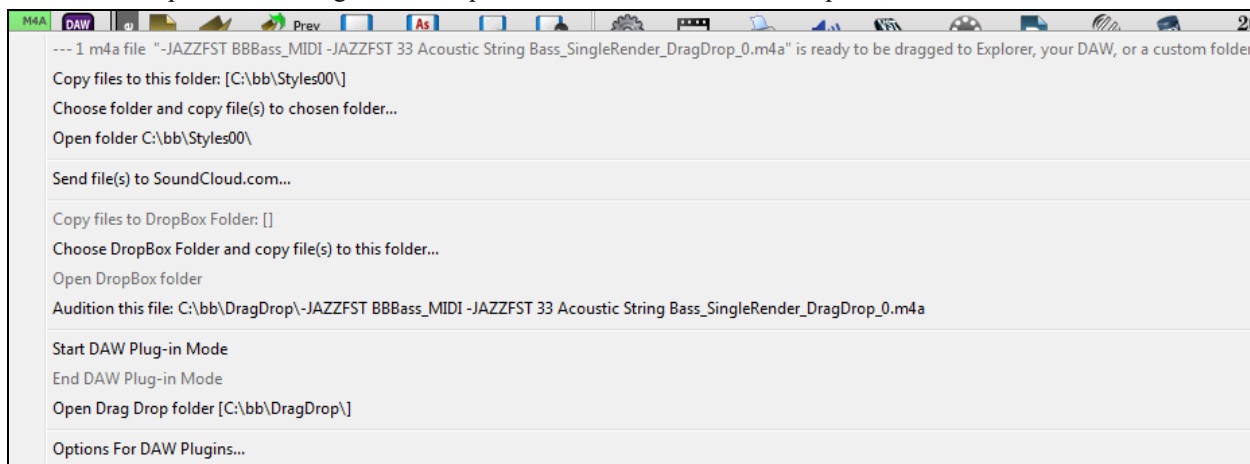 M4A DAW Prev As 2
--- 1 m4a file "-JAZZFST BBBass_MIDI -JAZZFST 33 Acoustic String Bass_SingleRender_DragDrop_0.m4a" is ready to be dragged to Explorer, your DAW, or a custom folder
Copy files to this folder: [C:\bb\Styles00\]
Choose folder and copy file(s) to chosen folder...
Open folder C:\bb\Styles00\
Send file(s) to SoundCloud.com...
Copy files to DropBox Folder: []
Choose DropBox Folder and copy file(s) to this folder...
Open DropBox folder
Audition this file: C:\bb\DragDrop\-JAZZFST BBBass_MIDI -JAZZFST 33 Acoustic String Bass_SingleRender_DragDrop_0.m4a
Start DAW Plug-in Mode
End DAW Plug-in Mode
Open Drag Drop folder [C:\bb\DragDrop\]
Options For DAW Plugins...